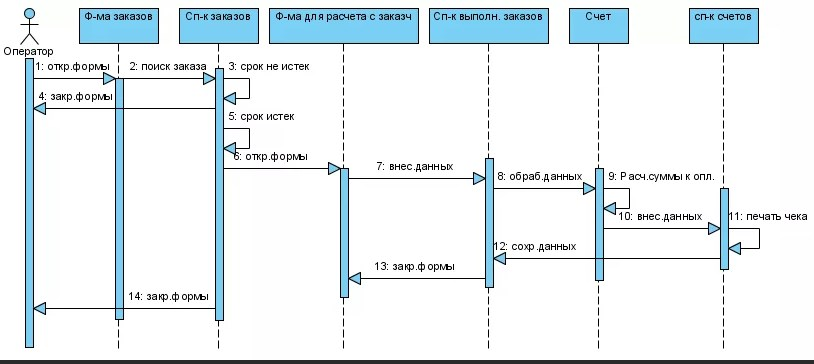 Ф-ма заказов
Сп-к заказов
Ф-ма для расчета с заказч
Сп-к выполн. заказов
Счет
сп-к счетов
Оператор
1: откр.формы
2: поиск заказа
3: срок не истек
4: закр.формы
5: срок истек
6: откр.формы
7: внес.данных
8: обраб.данных
9: Расч.суммы к опл.
10: внес.данных
11: печать чека
12: сохр.данных
13: закр.формы
14: закр.формы